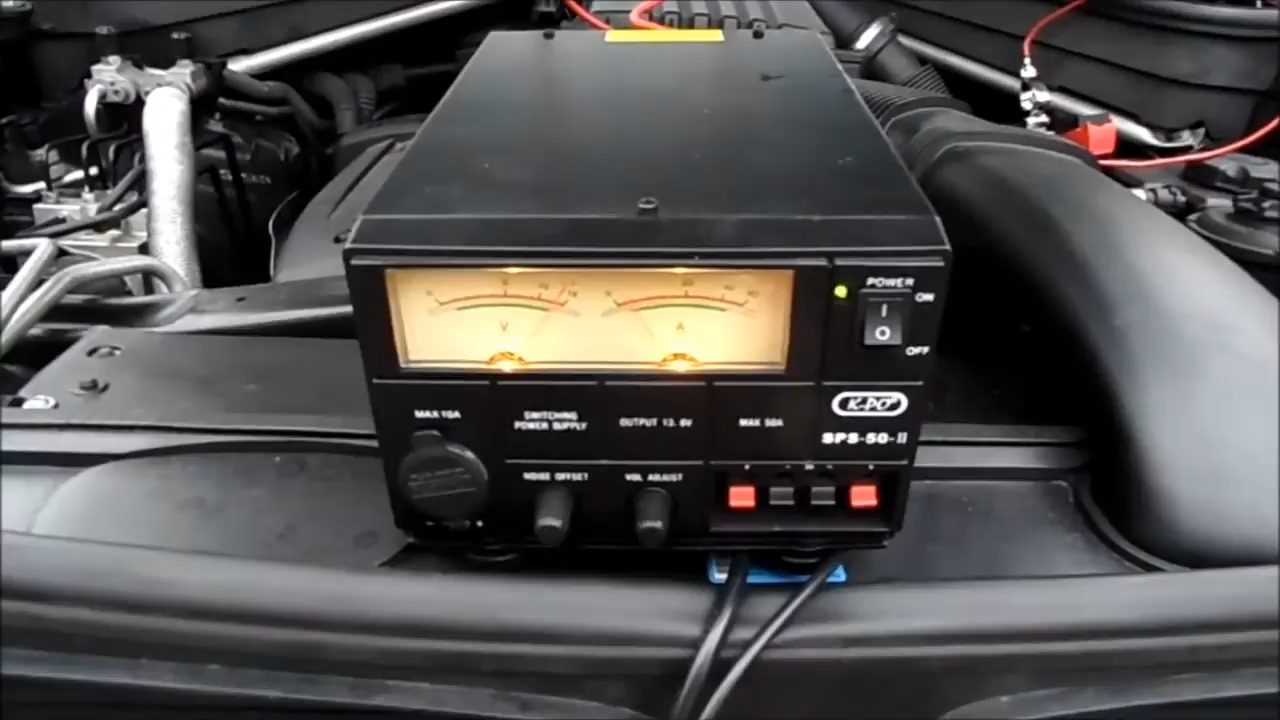 V
A
POWER
ON
I
O
OFF
K-PO
SPS-50-II
MAX 10A
SWITCHING
POWER SUPPLY
OUTPUT 13.8V
MAX 50A
NOISE OFFSET
VOL ADJUST